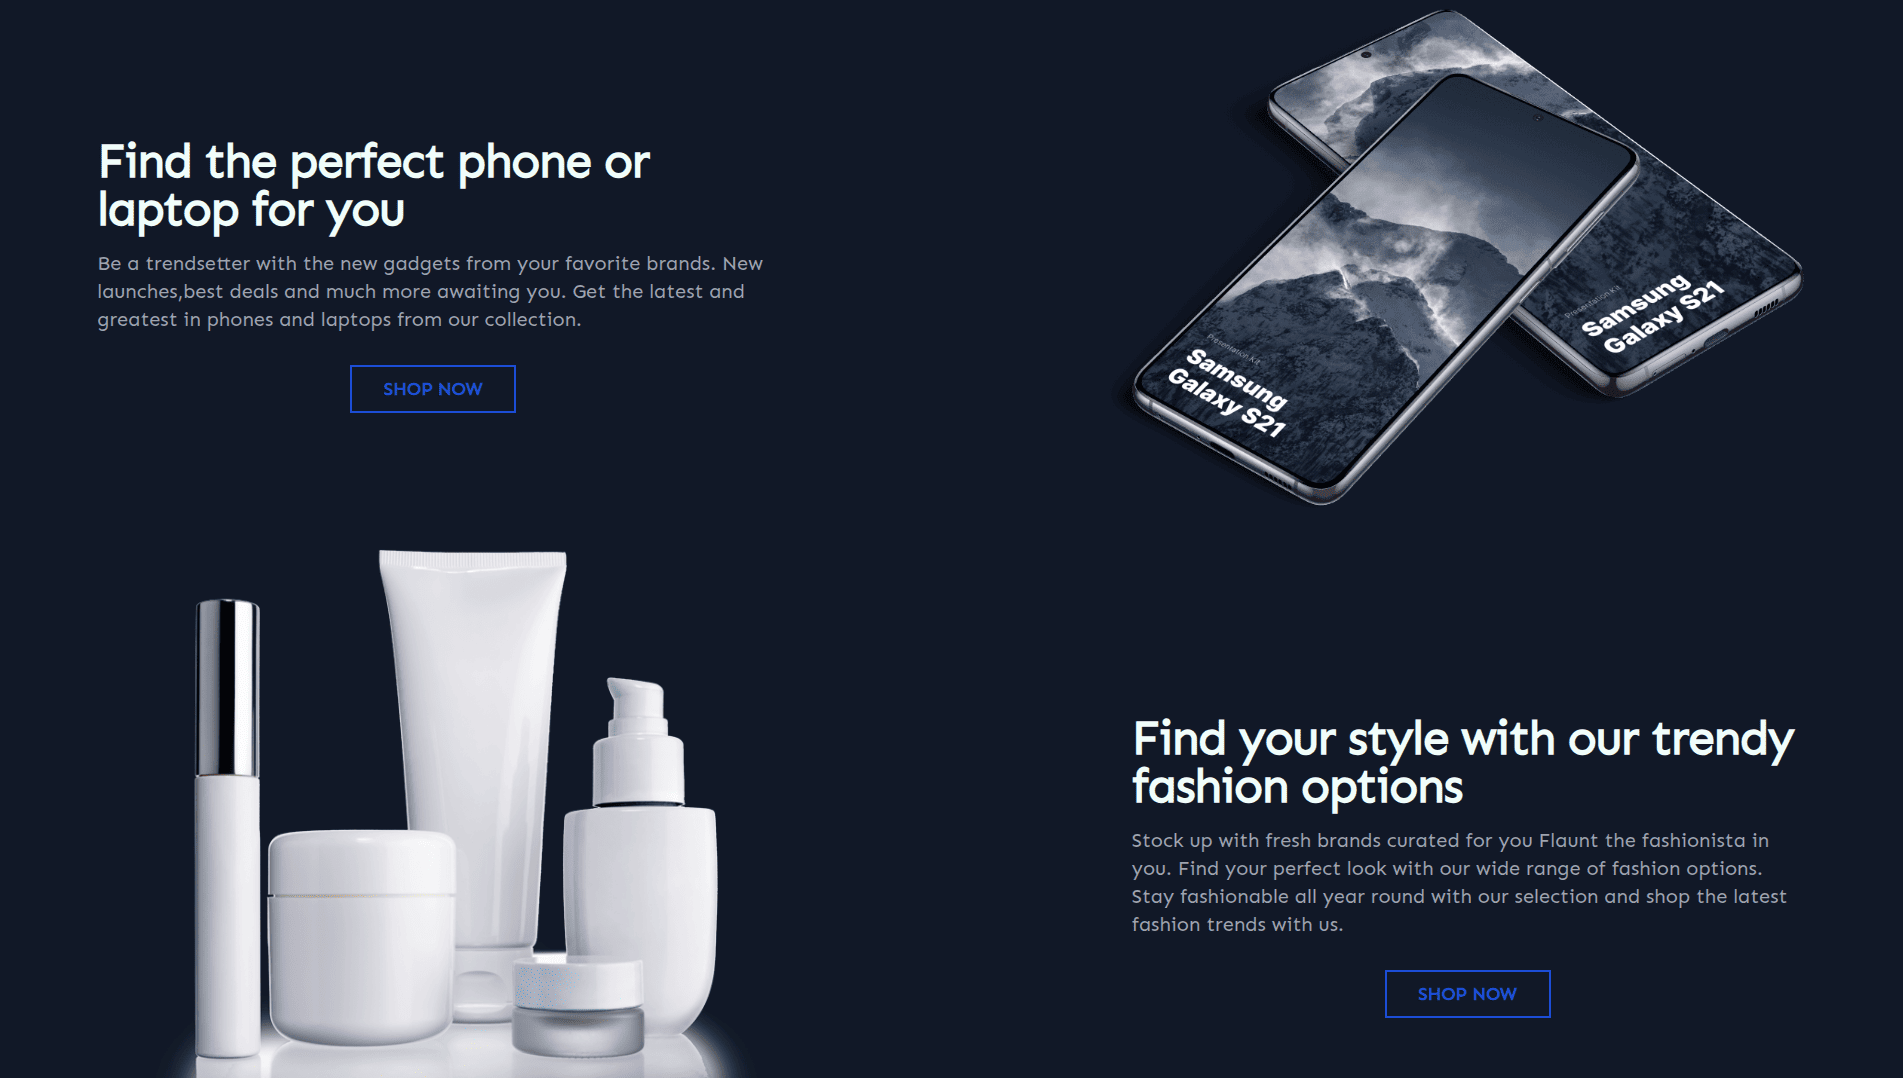 Find the perfect phone or
laptop for you
Be a trendsetter with the new gadgets from your favorite brands. New
launches,best deals and much more awaiting you. Get the latest and
greatest in phones and laptops from our collection.
SHOP NOW
Presentation Kit
Samsung
Galaxy S21
Presentation Kit
Samsung
Galaxy S21
Find your style with our trendy
fashion options
Stock up with fresh brands curated for you Flaunt the fashionista in
you. Find your perfect look with our wide range of fashion options.
Stay fashionable all year round with our selection and shop the latest
fashion trends with us.
SHOP NOW